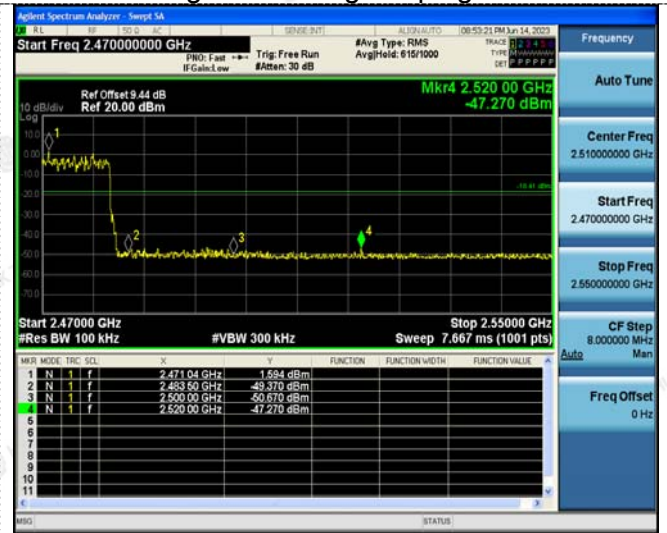 Agilent Spectrum Analyzer - Swept SA
RL RF 50 Ω AC SENSE:INT ALIGN AUTO 08:53:21 PM Jun 14, 2023
Start Freq 2.470000000 GHz
PNO: Fast
IFGain:Low
Trig: Free Run
#Atten: 30 dB
#Avg Type: RMS
Avg|Hold: 615/1000
TRACE 1 2 3 4 5 6
TYPE
DET P P P P P P
Frequency
Auto Tune
Center Freq
2.510000000 GHz
Start Freq
2.470000000 GHz
Stop Freq
2.550000000 GHz
CF Step
8.000000 MHz
Auto Man
Freq Offset
0 Hz
Mkr4 2.520 00 GHz
-47.270 dBm
Ref Offset 9.44 dB
10 dB/div Ref 20.00 dBm
Log
10.0
0.00
-10.0
-20.0
-30.0
-40.0
-50.0
-60.0
-70.0
1
2
3
4
Start 2.47000 GHz Stop 2.55000 GHz
#Res BW 100 kHz #VBW 300 kHz Sweep 7.667 ms (1001 pts)
MKR MODE TRC SCL X Y FUNCTION FUNCTION WIDTH FUNCTION VALUE
1 N 1 f 2.471 04 GHz 1.594 dBm
2 N 1 f 2.483 50 GHz -49.370 dBm
3 N 1 f 2.500 00 GHz -50.670 dBm
4 N 1 f 2.520 00 GHz -47.270 dBm
5
6
7
8
9
10
11
MSG STATUS